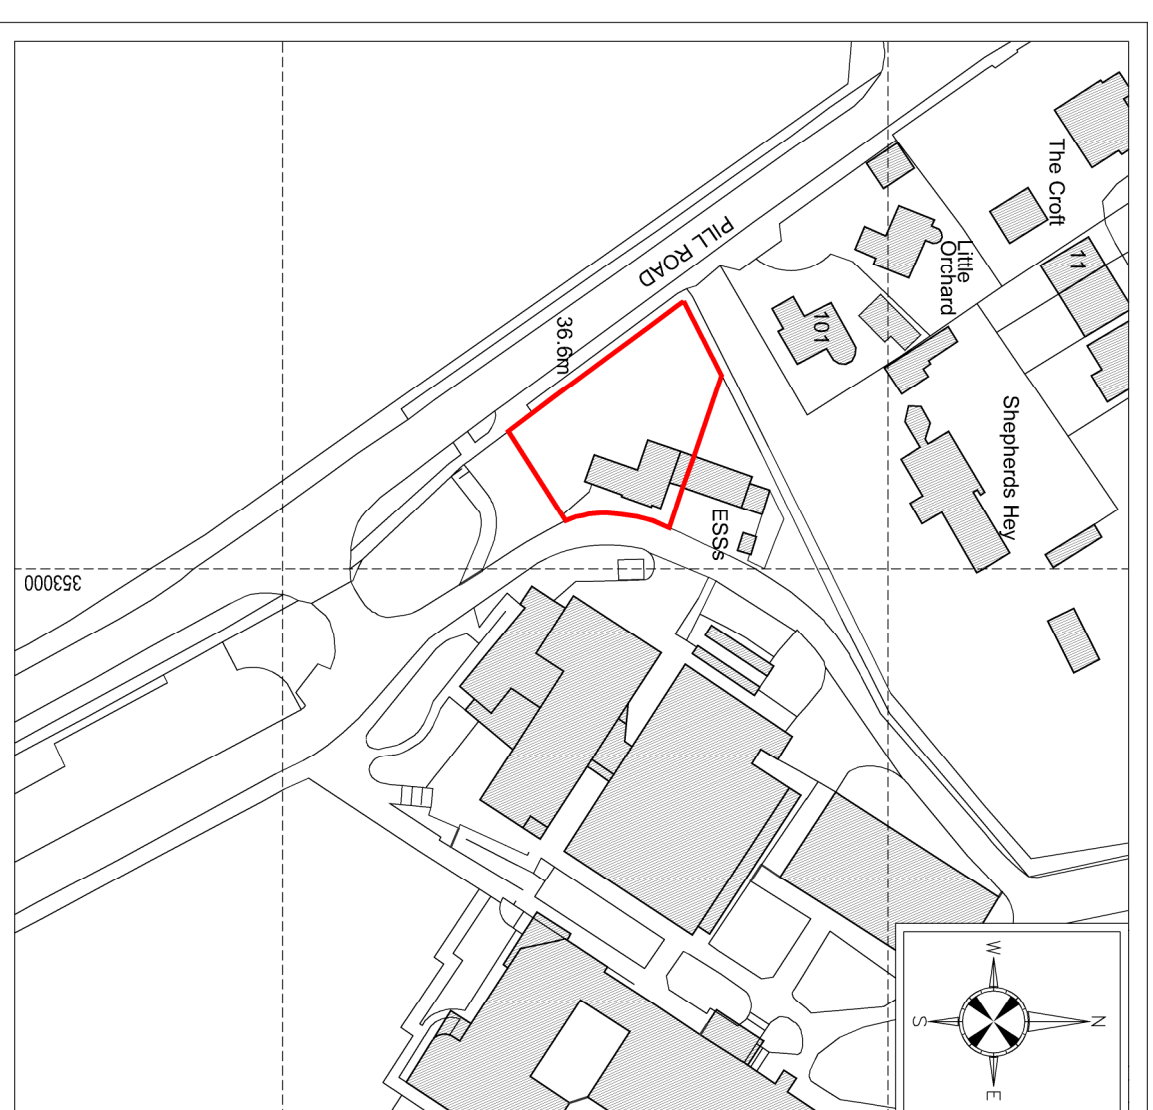 The Croft
11
Little
Orchard
101
PILL ROAD
36.6m
Shepherds Hey
ESSs
353000
W
N
S
E